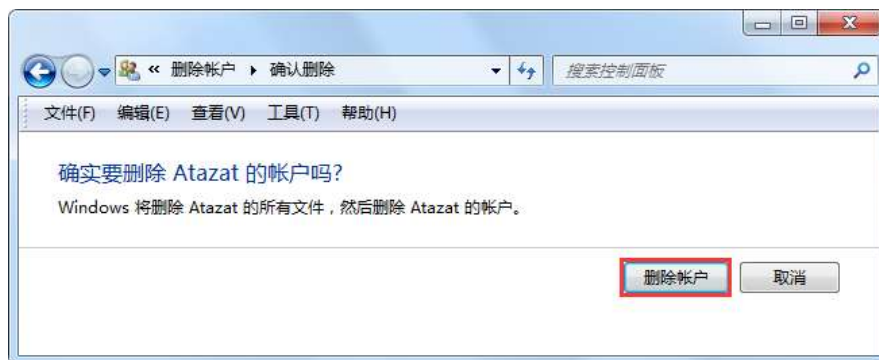 « 删除帐户 ▸ 确认删除
搜索控制面板
文件(F) 编辑(E) 查看(V) 工具(T) 帮助(H)
确实要删除 Atazat 的帐户吗?
Windows 将删除 Atazat 的所有文件，然后删除 Atazat 的帐户。
删除帐户 取消